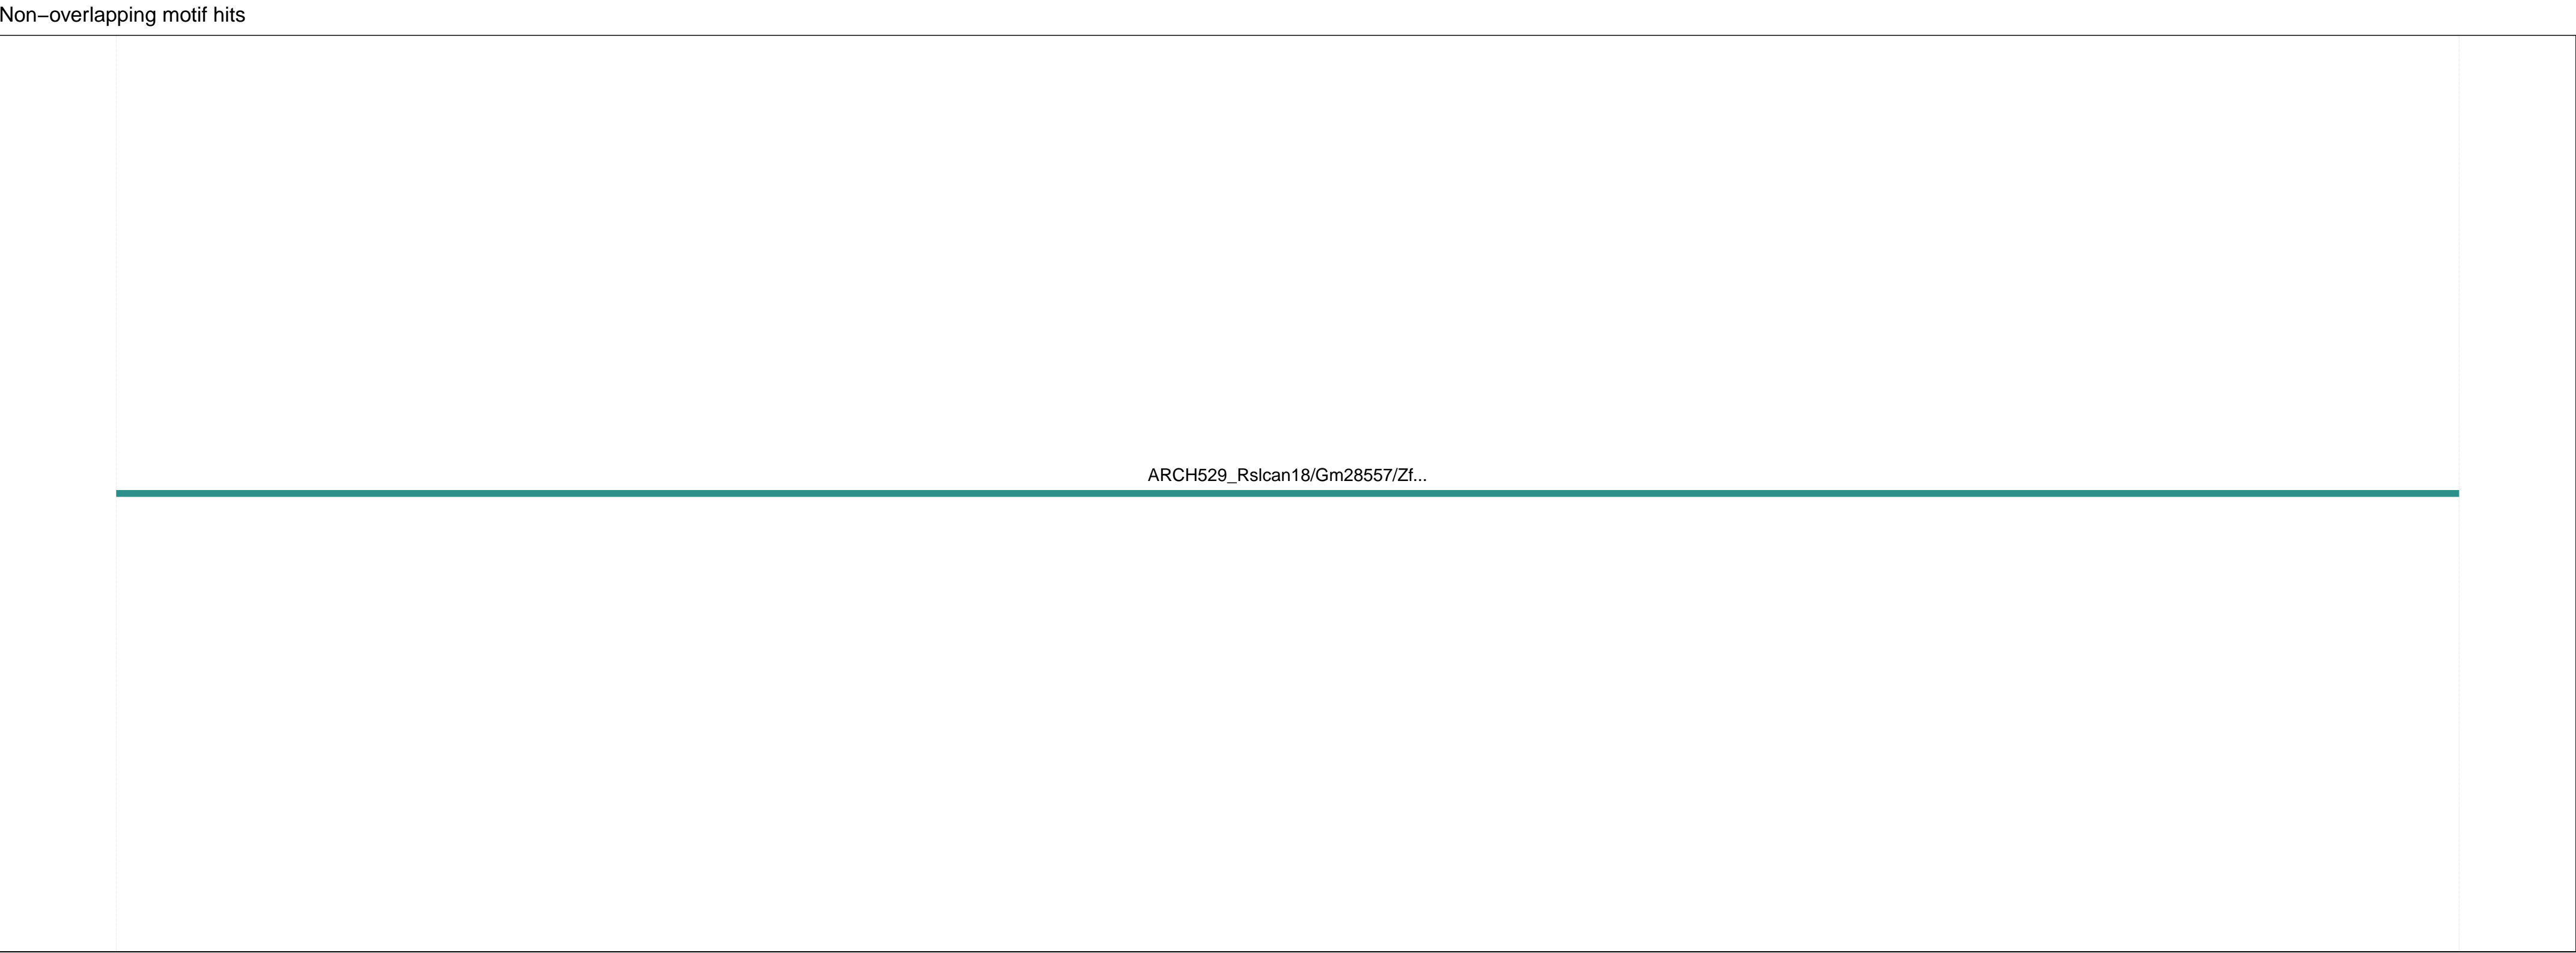 Non−overlapping motif hits
ARCH529_Rslcan18/Gm28557/Zf...